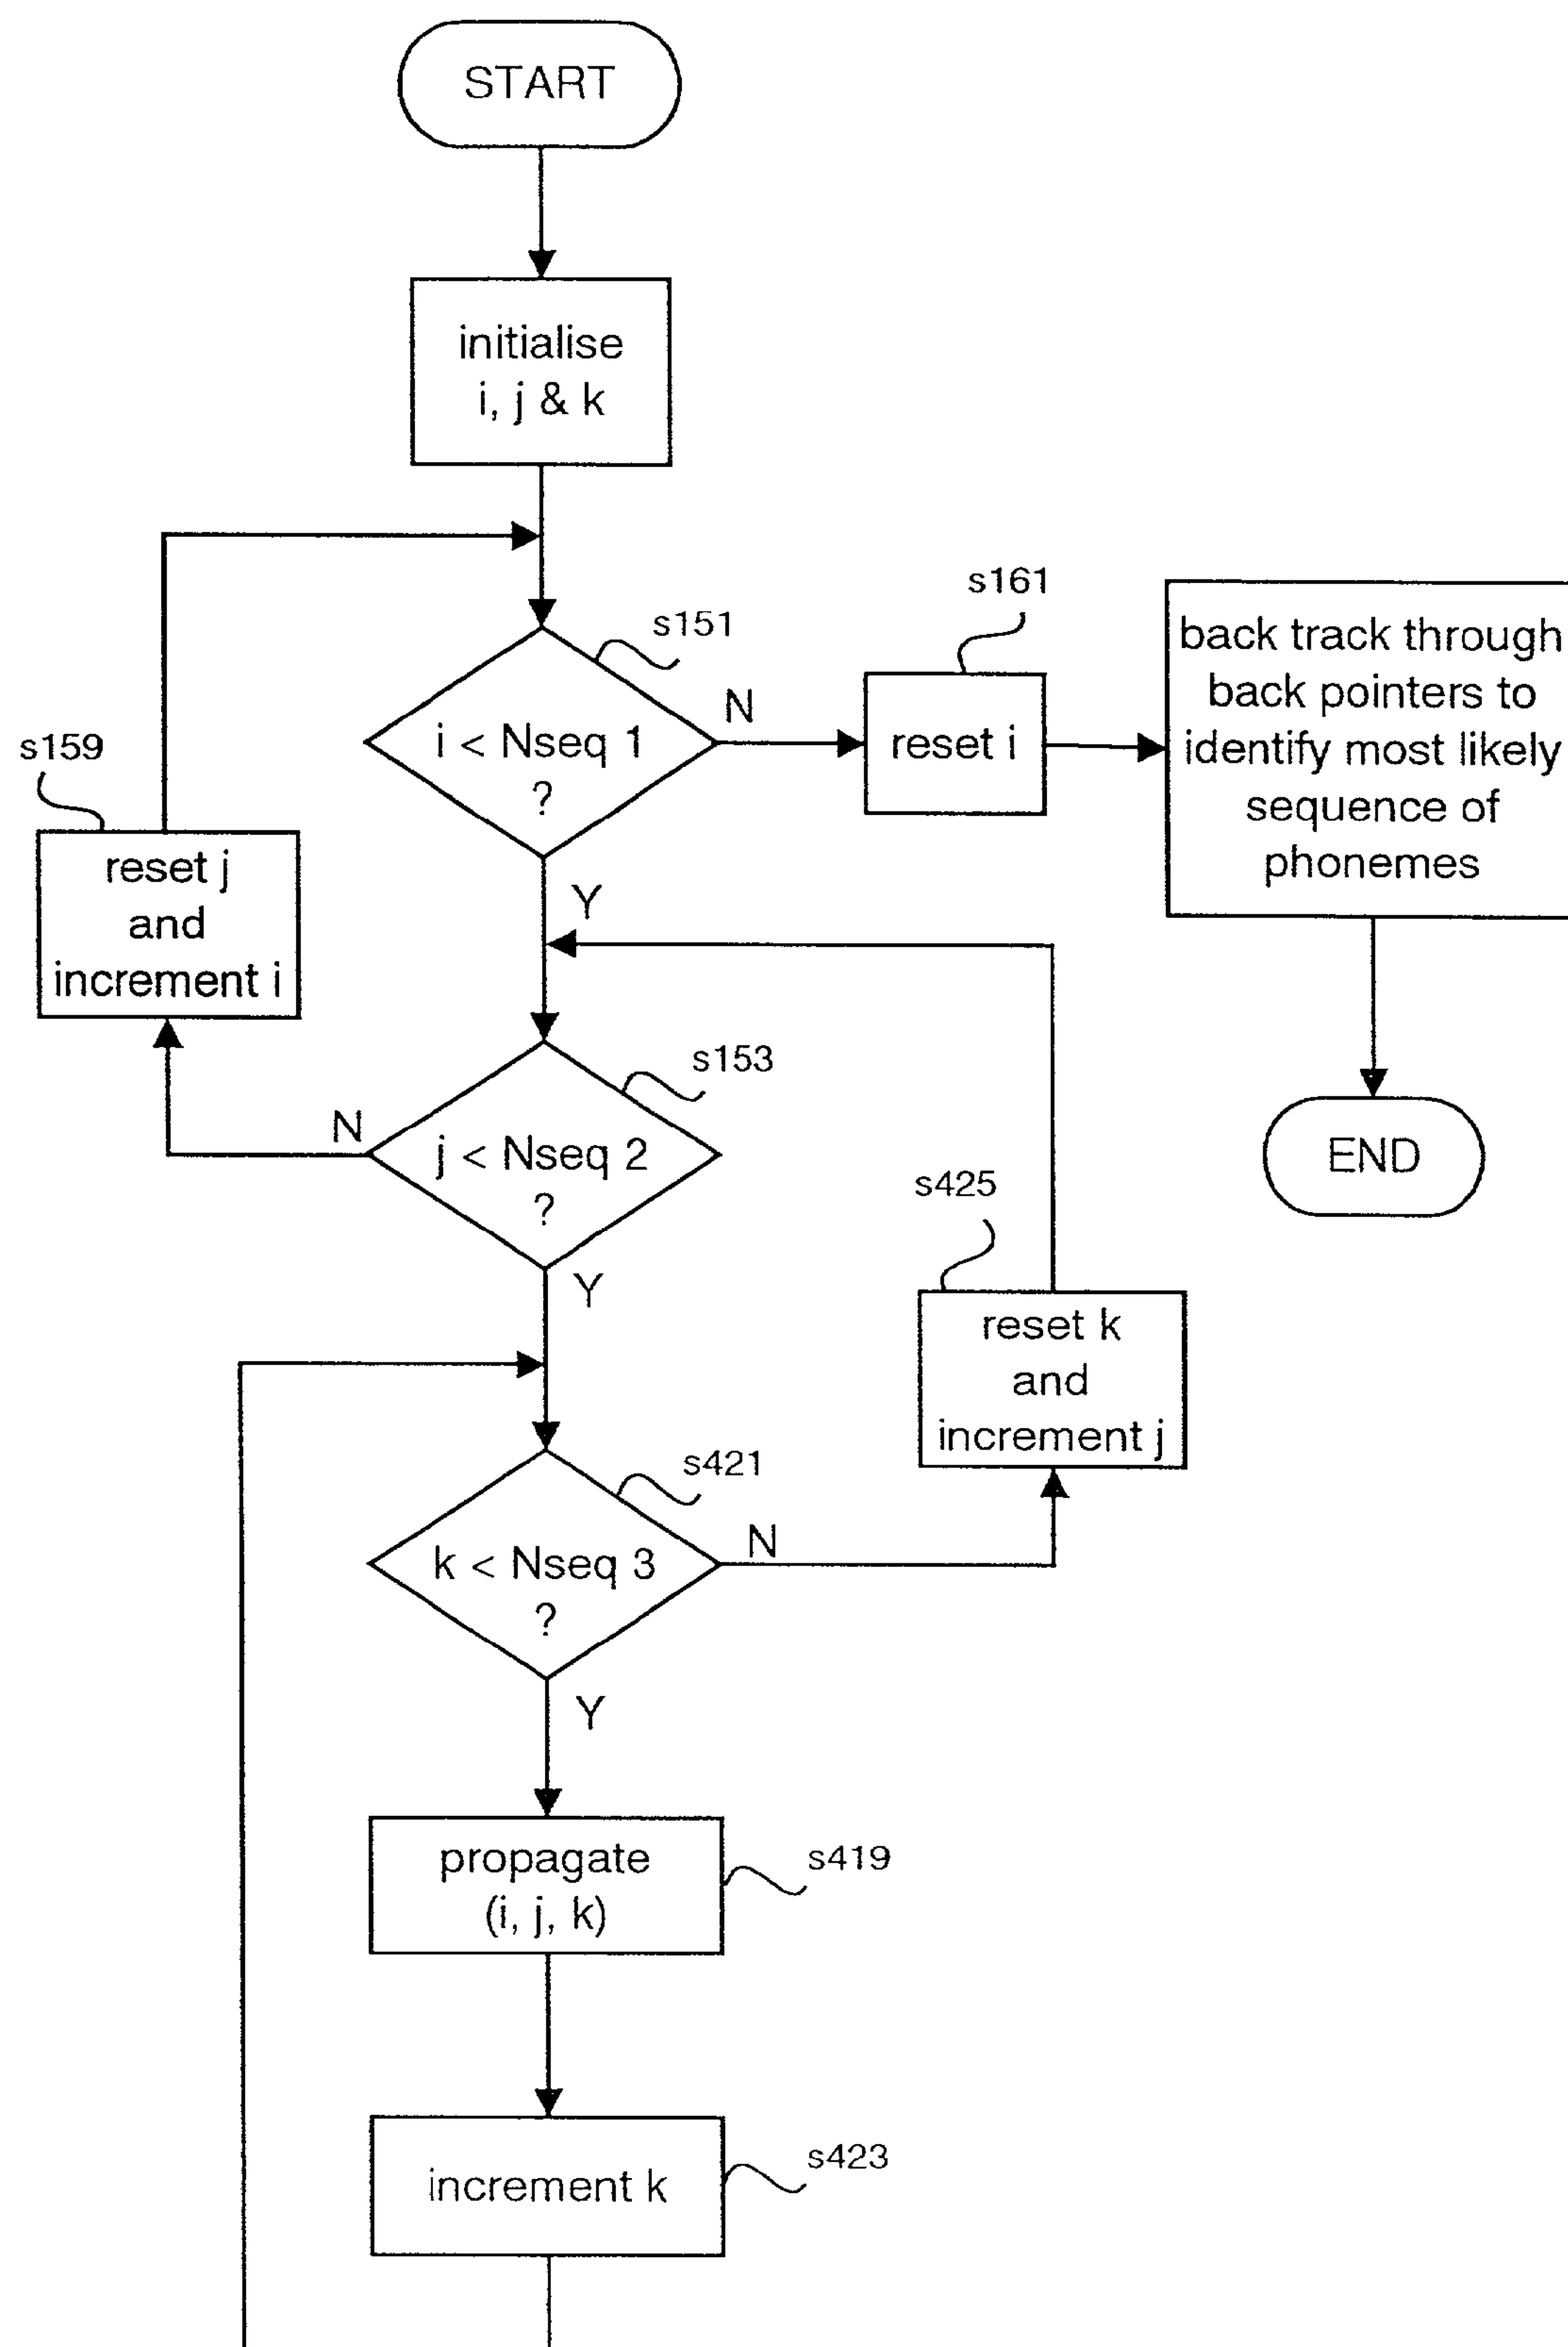 START
initialise
i, j & k
s151
i < Nseq 1
?
N
Y
s161
reset i
back track through
back pointers to
identify most likely
sequence of
phonemes
END
s159
reset j
and
increment i
s153
j < Nseq 2
?
N
Y
s425
reset k
and
increment j
s421
k < Nseq 3
?
N
Y
propagate
(i, j, k)
s419
increment k
s423